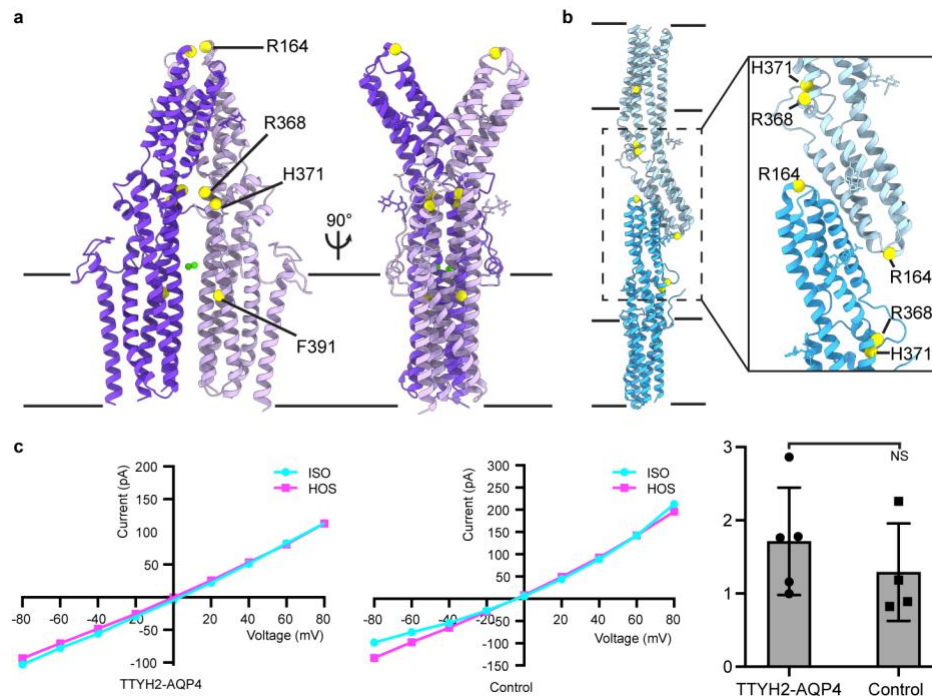 a
R164
R368
H371
90°
F391
b
H371
R368
R164
R164
R368
H371
c
200
150
100
50
-50
-100
-80 -60 -40 -20 0 20 40 60 80
Current (pA)
Voltage (mV)
ISO
HOS
TTYH2-AQP4
300
250
200
150
100
50
-50
-100
-150
-80 -60 -40 -20 0 20 40 60 80
Current (pA)
Voltage (mV)
ISO
HOS
Control
3
2
1
0
NS
TTYH2-AQP4 Control